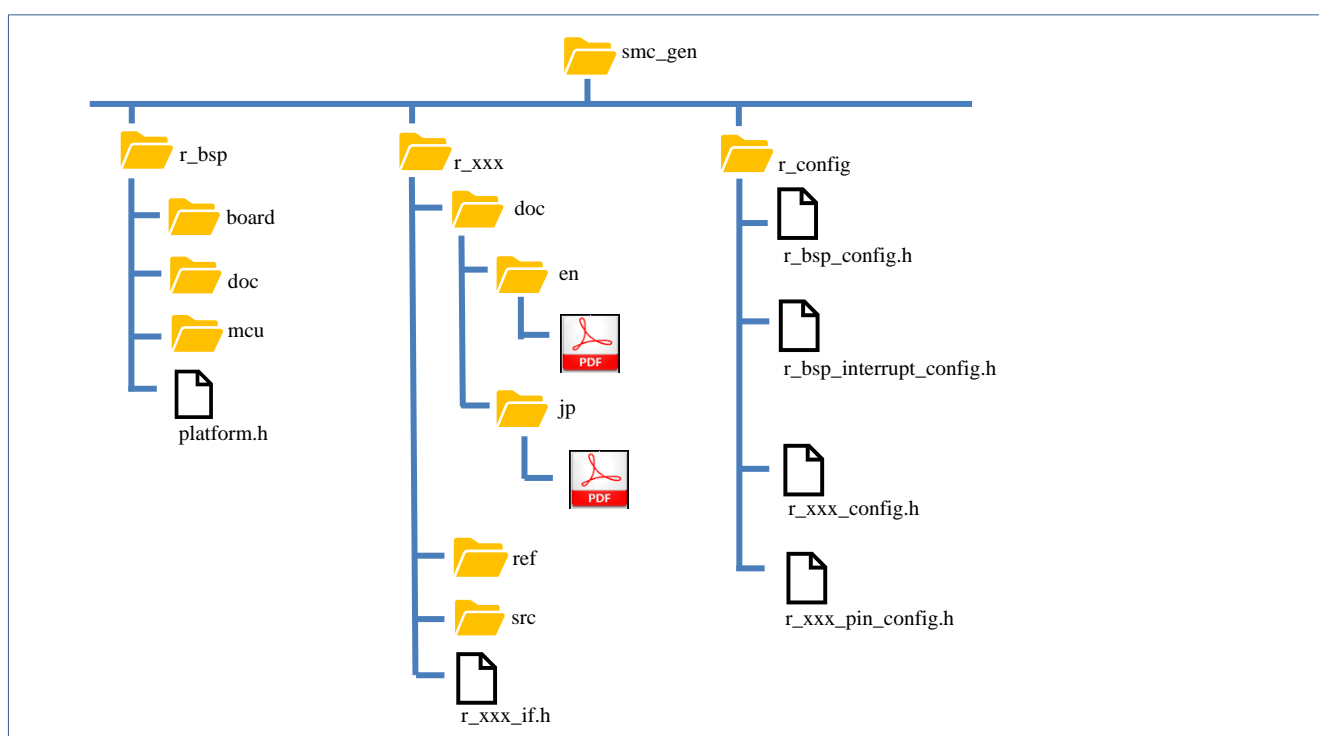 smc_gen
r_bsp
board
doc
mcu
platform.h
r_xxx
doc
en
PDF
jp
PDF
ref
src
r_xxx_if.h
r_config
r_bsp_config.h
r_bsp_interrupt_config.h
r_xxx_config.h
r_xxx_pin_config.h